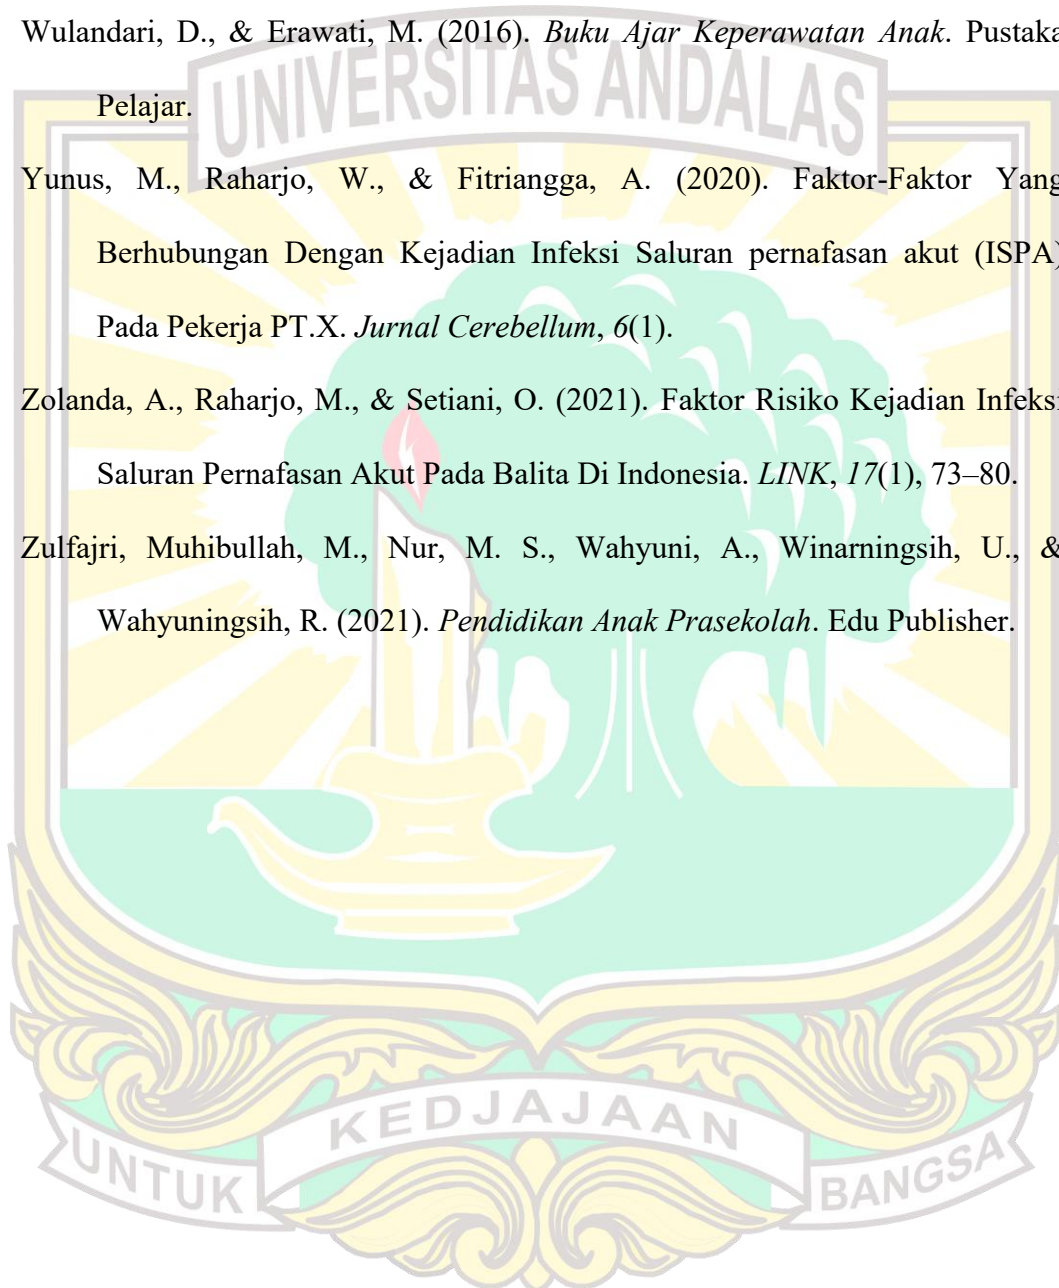 Wulandari, D., & Erawati, M. (2016). Buku Ajar Keperawatan Anak. Pustaka
Pelajar.
UNIVERSITAS ANDALAS
Yunus, M., Raharjo, W., & Fitriangga, A. (2020). Faktor-Faktor Yang
Berhubungan Dengan Kejadian Infeksi Saluran pernafasan akut (ISPA)
Pada Pekerja PT.X. Jurnal Cerebellum, 6(1).
Zolanda, A., Raharjo, M., & Setiani, O. (2021). Faktor Risiko Kejadian Infeksi
Saluran Pernafasan Akut Pada Balita Di Indonesia. LINK, 17(1), 73–80.
Zulfajri, Muhibullah, M., Nur, M. S., Wahyuni, A., Winarningsih, U., &
Wahyuningsih, R. (2021). Pendidikan Anak Prasekolah. Edu Publisher.
UNTUK KEDJAJAAN BANGSA